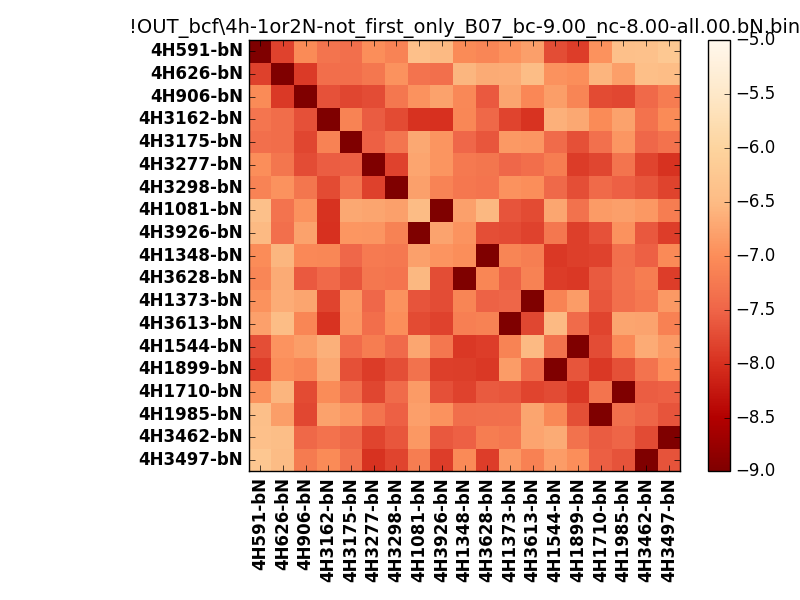 !OUT_bcf\4h-1or2N-not_first_only_B07_bc-9.00_nc-8.00-all.00.bN.bin
4H591-bN
4H626-bN
4H906-bN
4H3162-bN
4H3175-bN
4H3277-bN
4H3298-bN
4H1081-bN
4H3926-bN
4H1348-bN
4H3628-bN
4H1373-bN
4H3613-bN
4H1544-bN
4H1899-bN
4H1710-bN
4H1985-bN
4H3462-bN
4H3497-bN
−5.0
−5.5
−6.0
−6.5
−7.0
−7.5
−8.0
−8.5
−9.0
4H591-bN
4H626-bN
4H906-bN
4H3162-bN
4H3175-bN
4H3277-bN
4H3298-bN
4H1081-bN
4H3926-bN
4H1348-bN
4H3628-bN
4H1373-bN
4H3613-bN
4H1544-bN
4H1899-bN
4H1710-bN
4H1985-bN
4H3462-bN
4H3497-bN